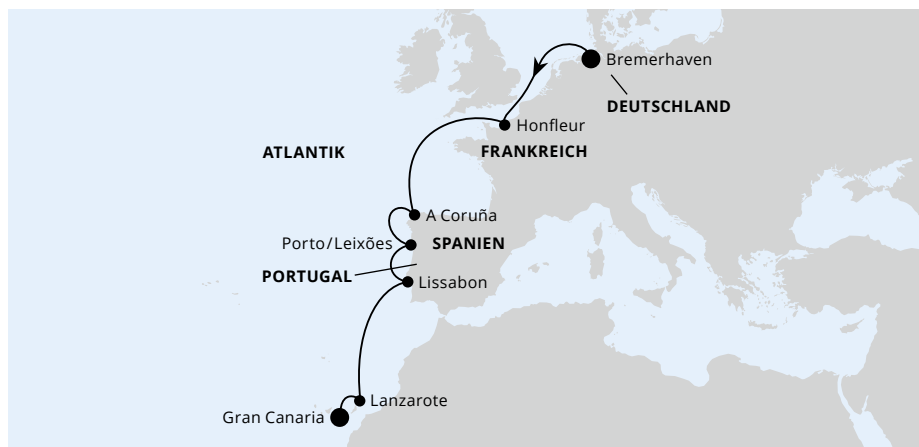 Bremerhaven
DEUTSCHLAND
Honfleur
ATLANTIK
FRANKREICH
A Coruña
Porto/Leixões
SPANIEN
PORTUGAL
Lissabon
Lanzarote
Gran Canaria